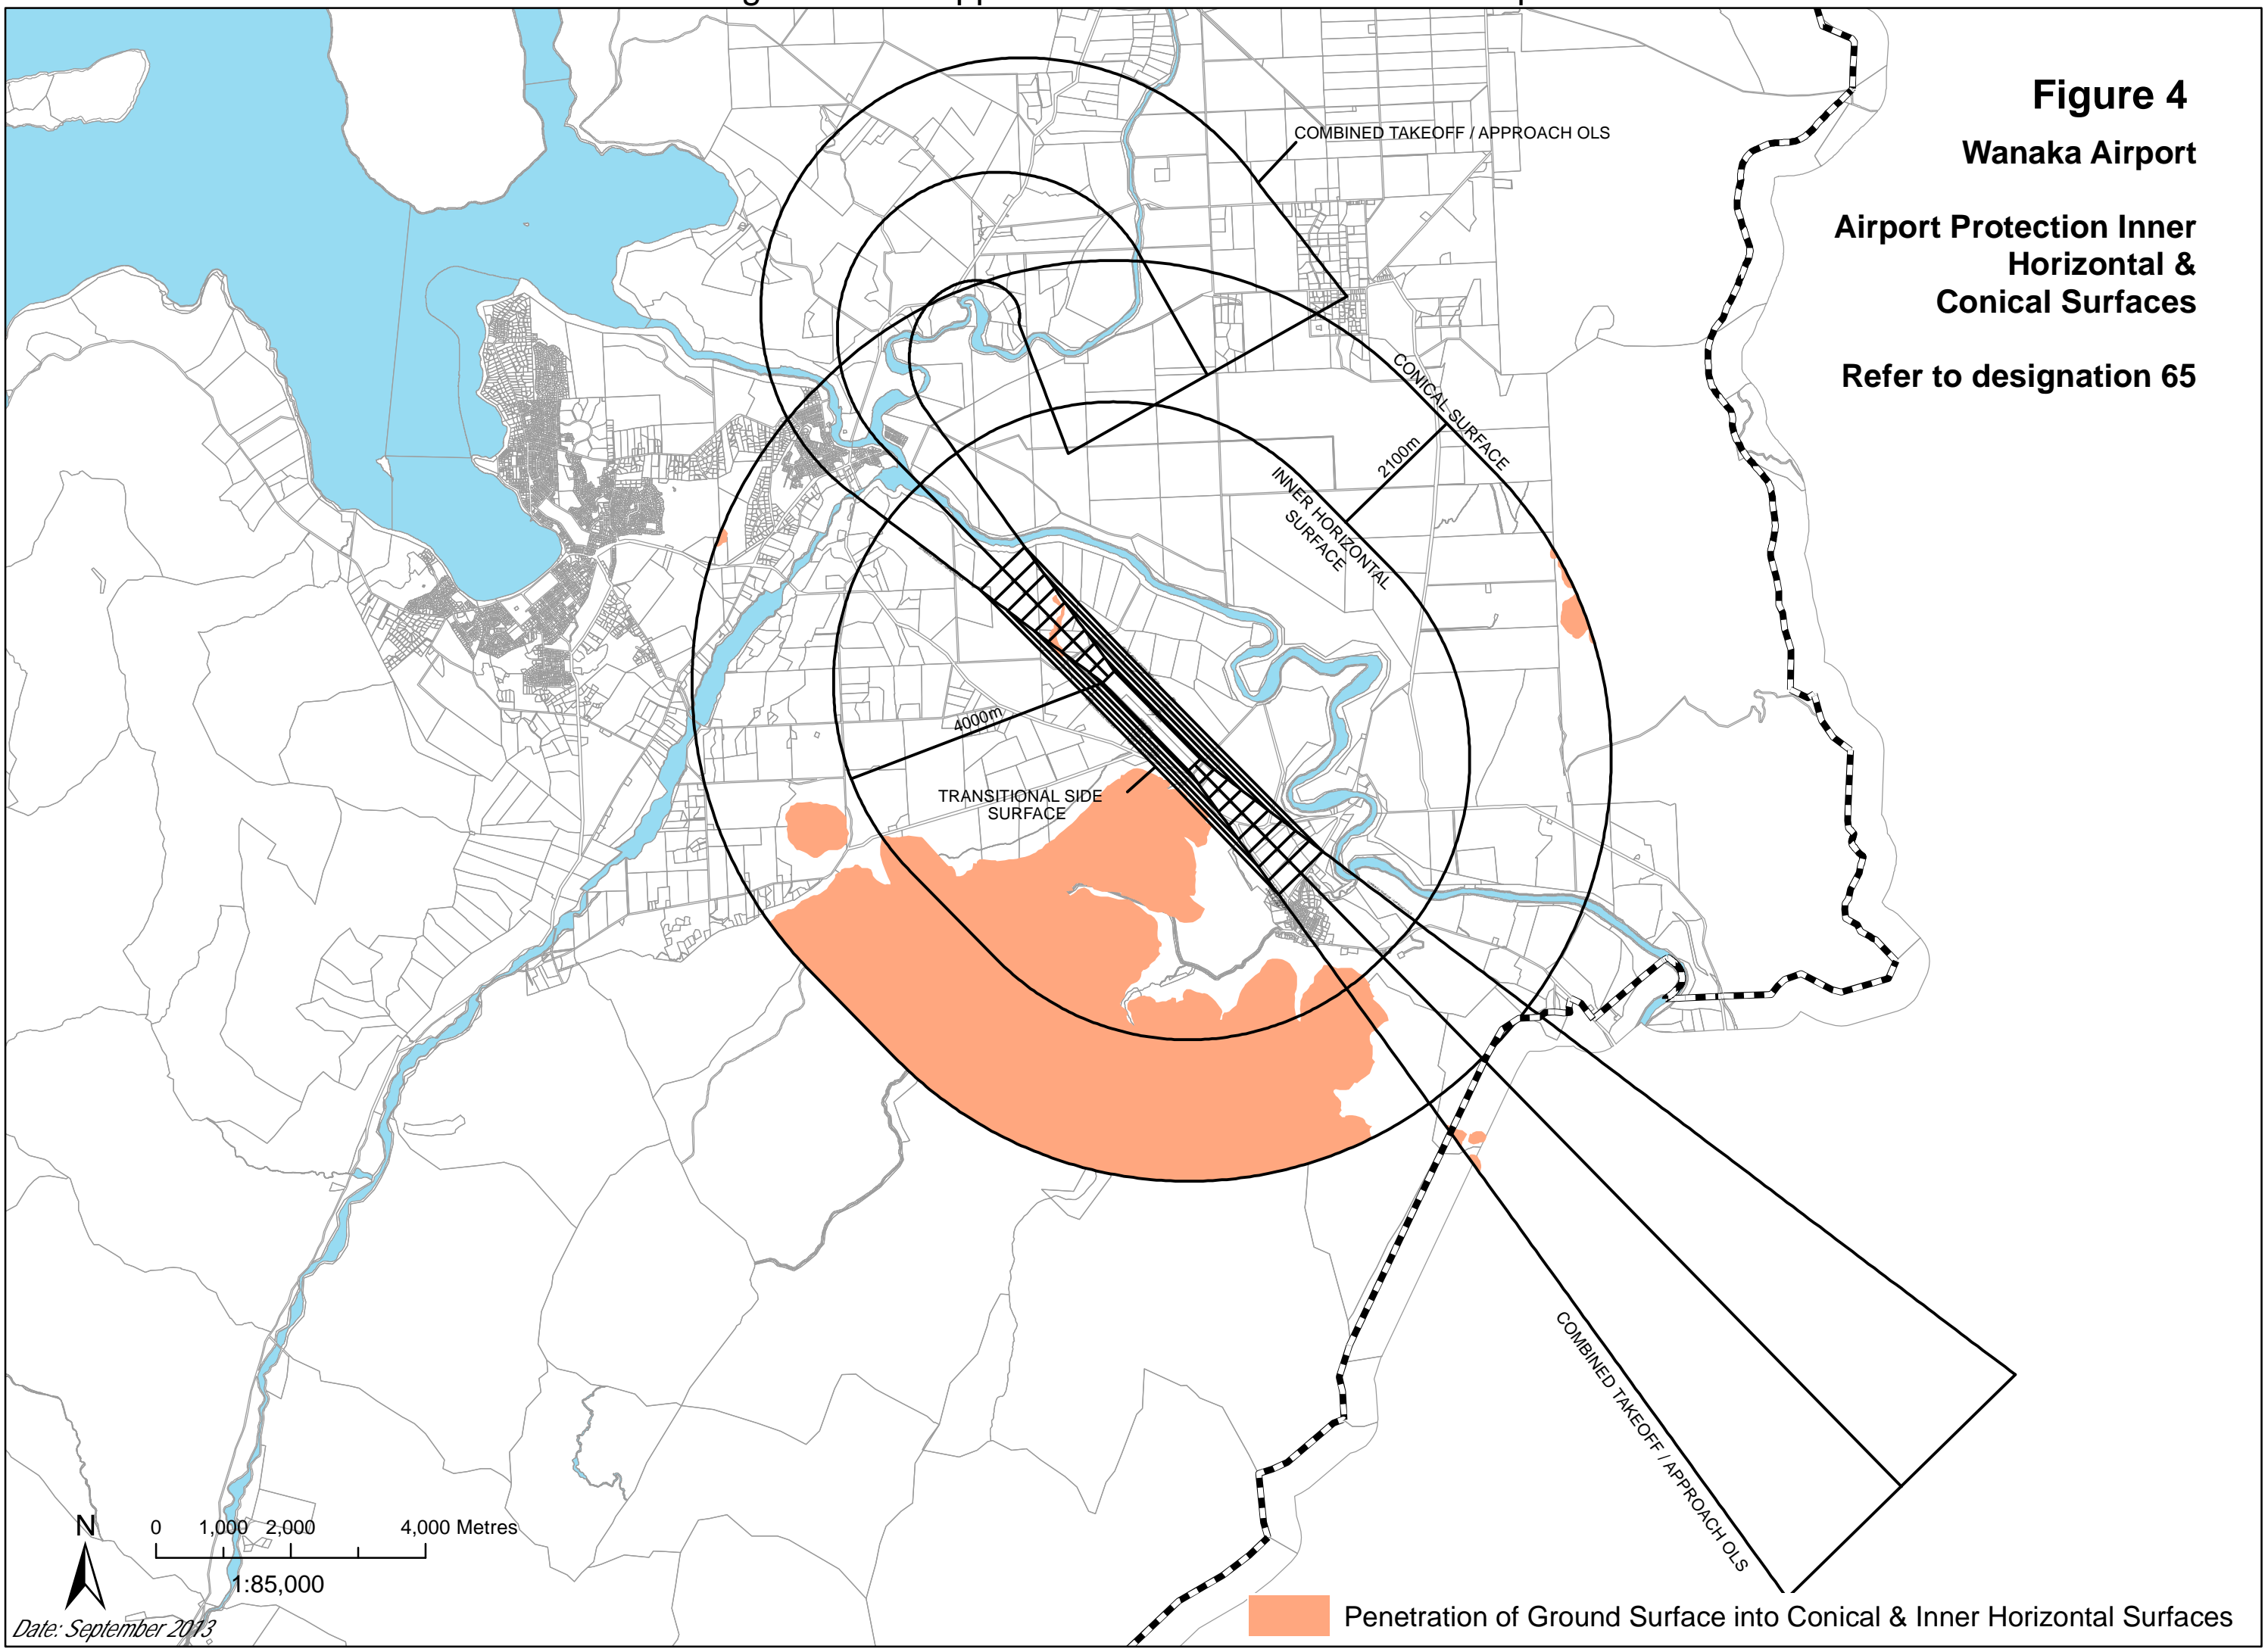 Figure 4
Wanaka Airport
Airport Protection Inner
Horizontal &
Conical Surfaces
Refer to designation 65
COMBINED TAKEOFF / APPROACH OLS
CONICAL SURFACE
2100m
INNER HORIZONTAL
SURFACE
4000m
TRANSITIONAL SIDE
SURFACE
COMBINED TAKEOFF / APPROACH OLS
N
0 1,000 2,000 4,000 Metres
1:85,000
Date: September 2013
Penetration of Ground Surface into Conical & Inner Horizontal Surfaces